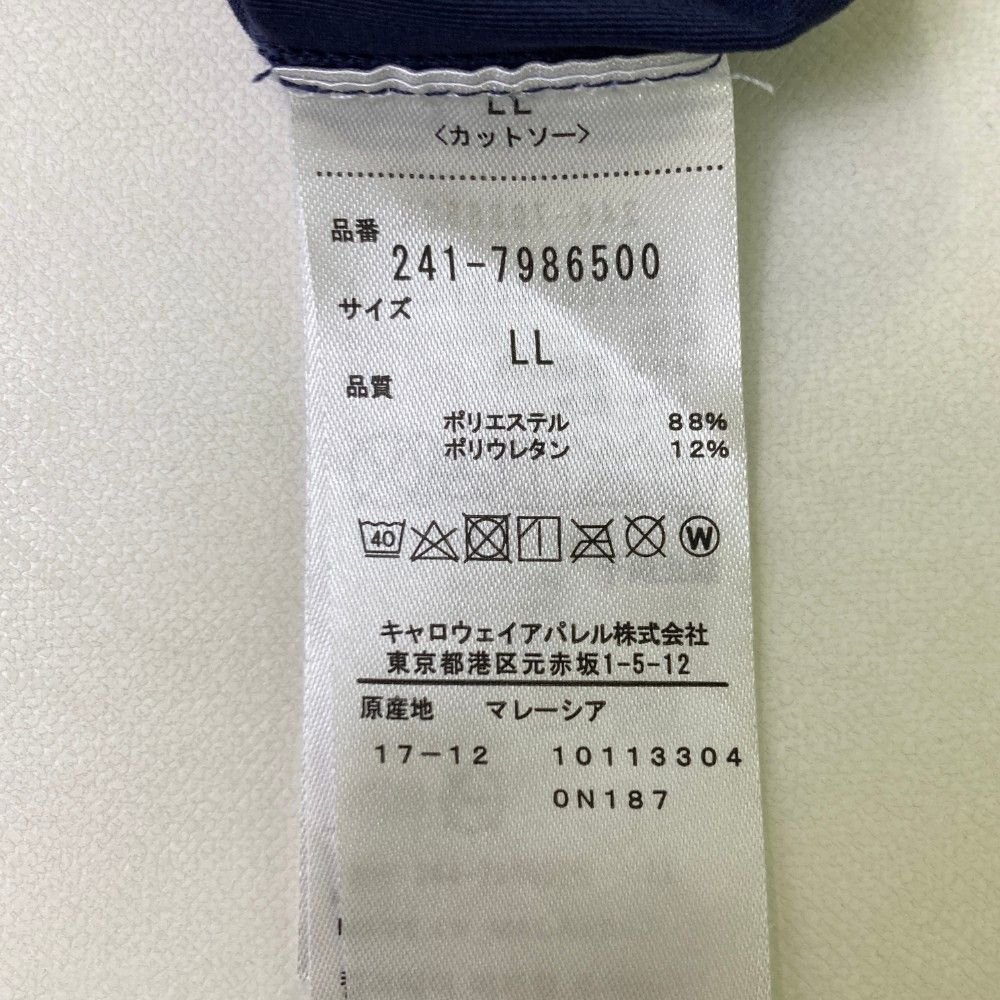 LL
<カットソー>
品番
241-7986500
サイズ
LL
品質
ポリエステル 88%
ポリウレタン 12%
40 W
キャロウェイアパレル株式会社
東京都港区元赤坂1-5-12
原産地 マレーシア
17-12 10113304
0N187